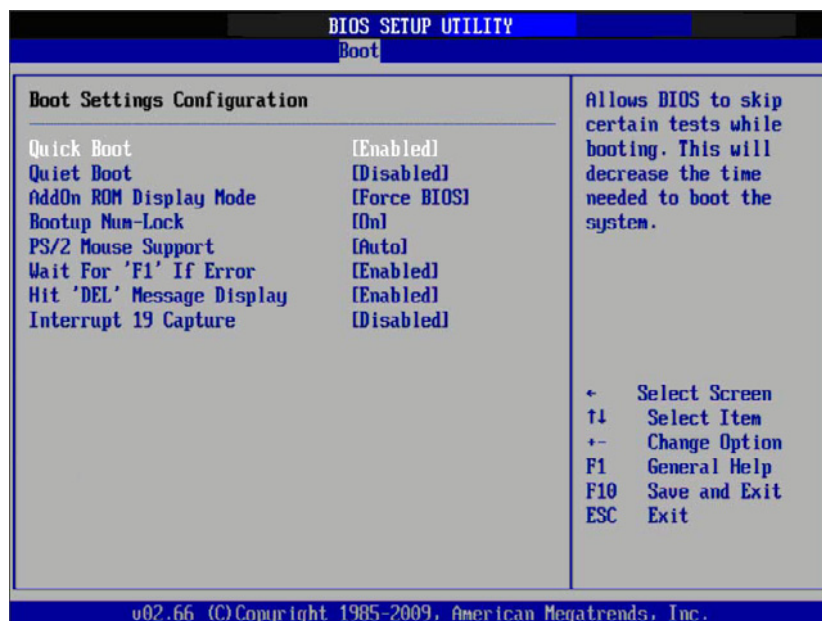 BIOS SETUP UTILITY
Boot
Boot Settings Configuration
Quick Boot [Enabled]
Quiet Boot [Disabled]
AddOn ROM Display Mode [Force BIOS]
Bootup Num-Lock [On]
PS/2 Mouse Support [Auto]
Wait For 'F1' If Error [Enabled]
Hit 'DEL' Message Display [Enabled]
Interrupt 19 Capture [Disabled]
Allows BIOS to skip
certain tests while
booting. This will
decrease the time
needed to boot the
system.
← Select Screen
↑↓ Select Item
+- Change Option
F1 General Help
F10 Save and Exit
ESC Exit
v02.66 (C)Copyright 1985-2009, American Megatrends, Inc.